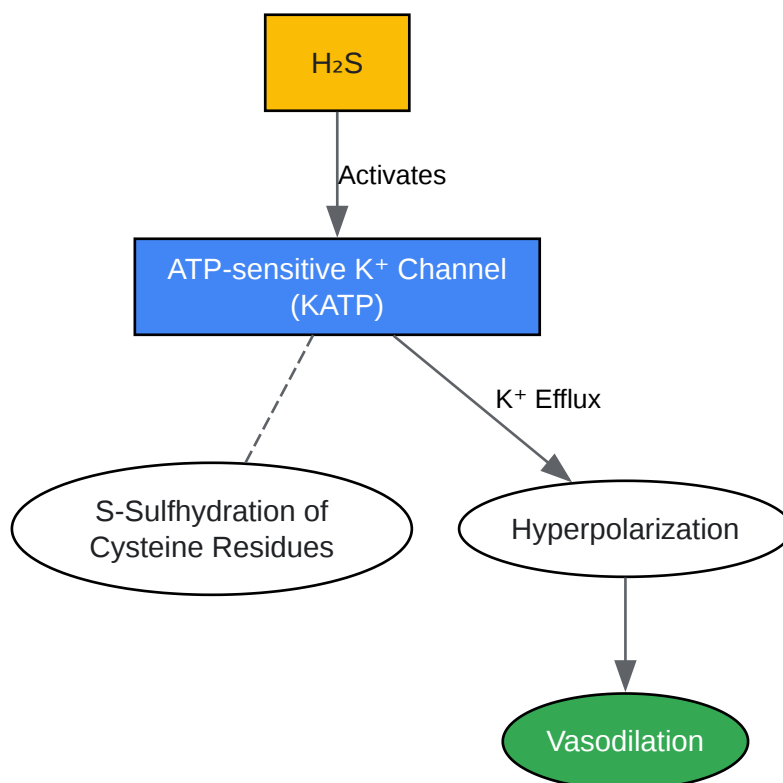 H₂S
Activates
ATP-sensitive K⁺ Channel
(KATP)
K⁺ Efflux
S-Sulfhydration of
Cysteine Residues
Hyperpolarization
Vasodilation